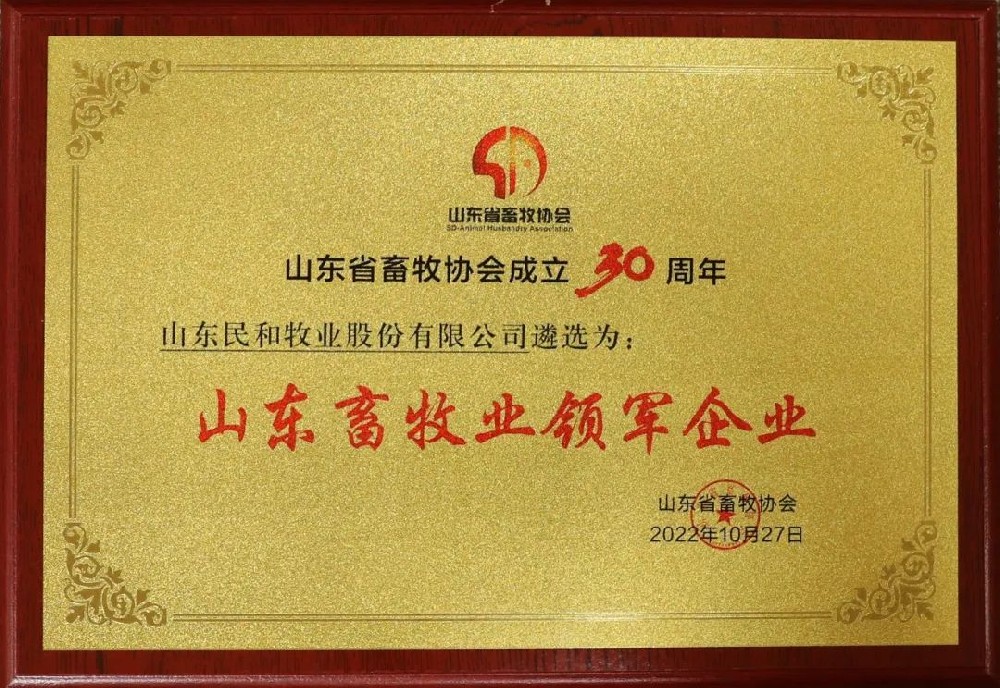 山东省畜牧协会
SD-Animal Husbandry Association
山东省畜牧协会成立30周年
山东民和牧业股份有限公司遴选为：
山东畜牧业领军企业
山东省畜牧协会
2022年10月27日